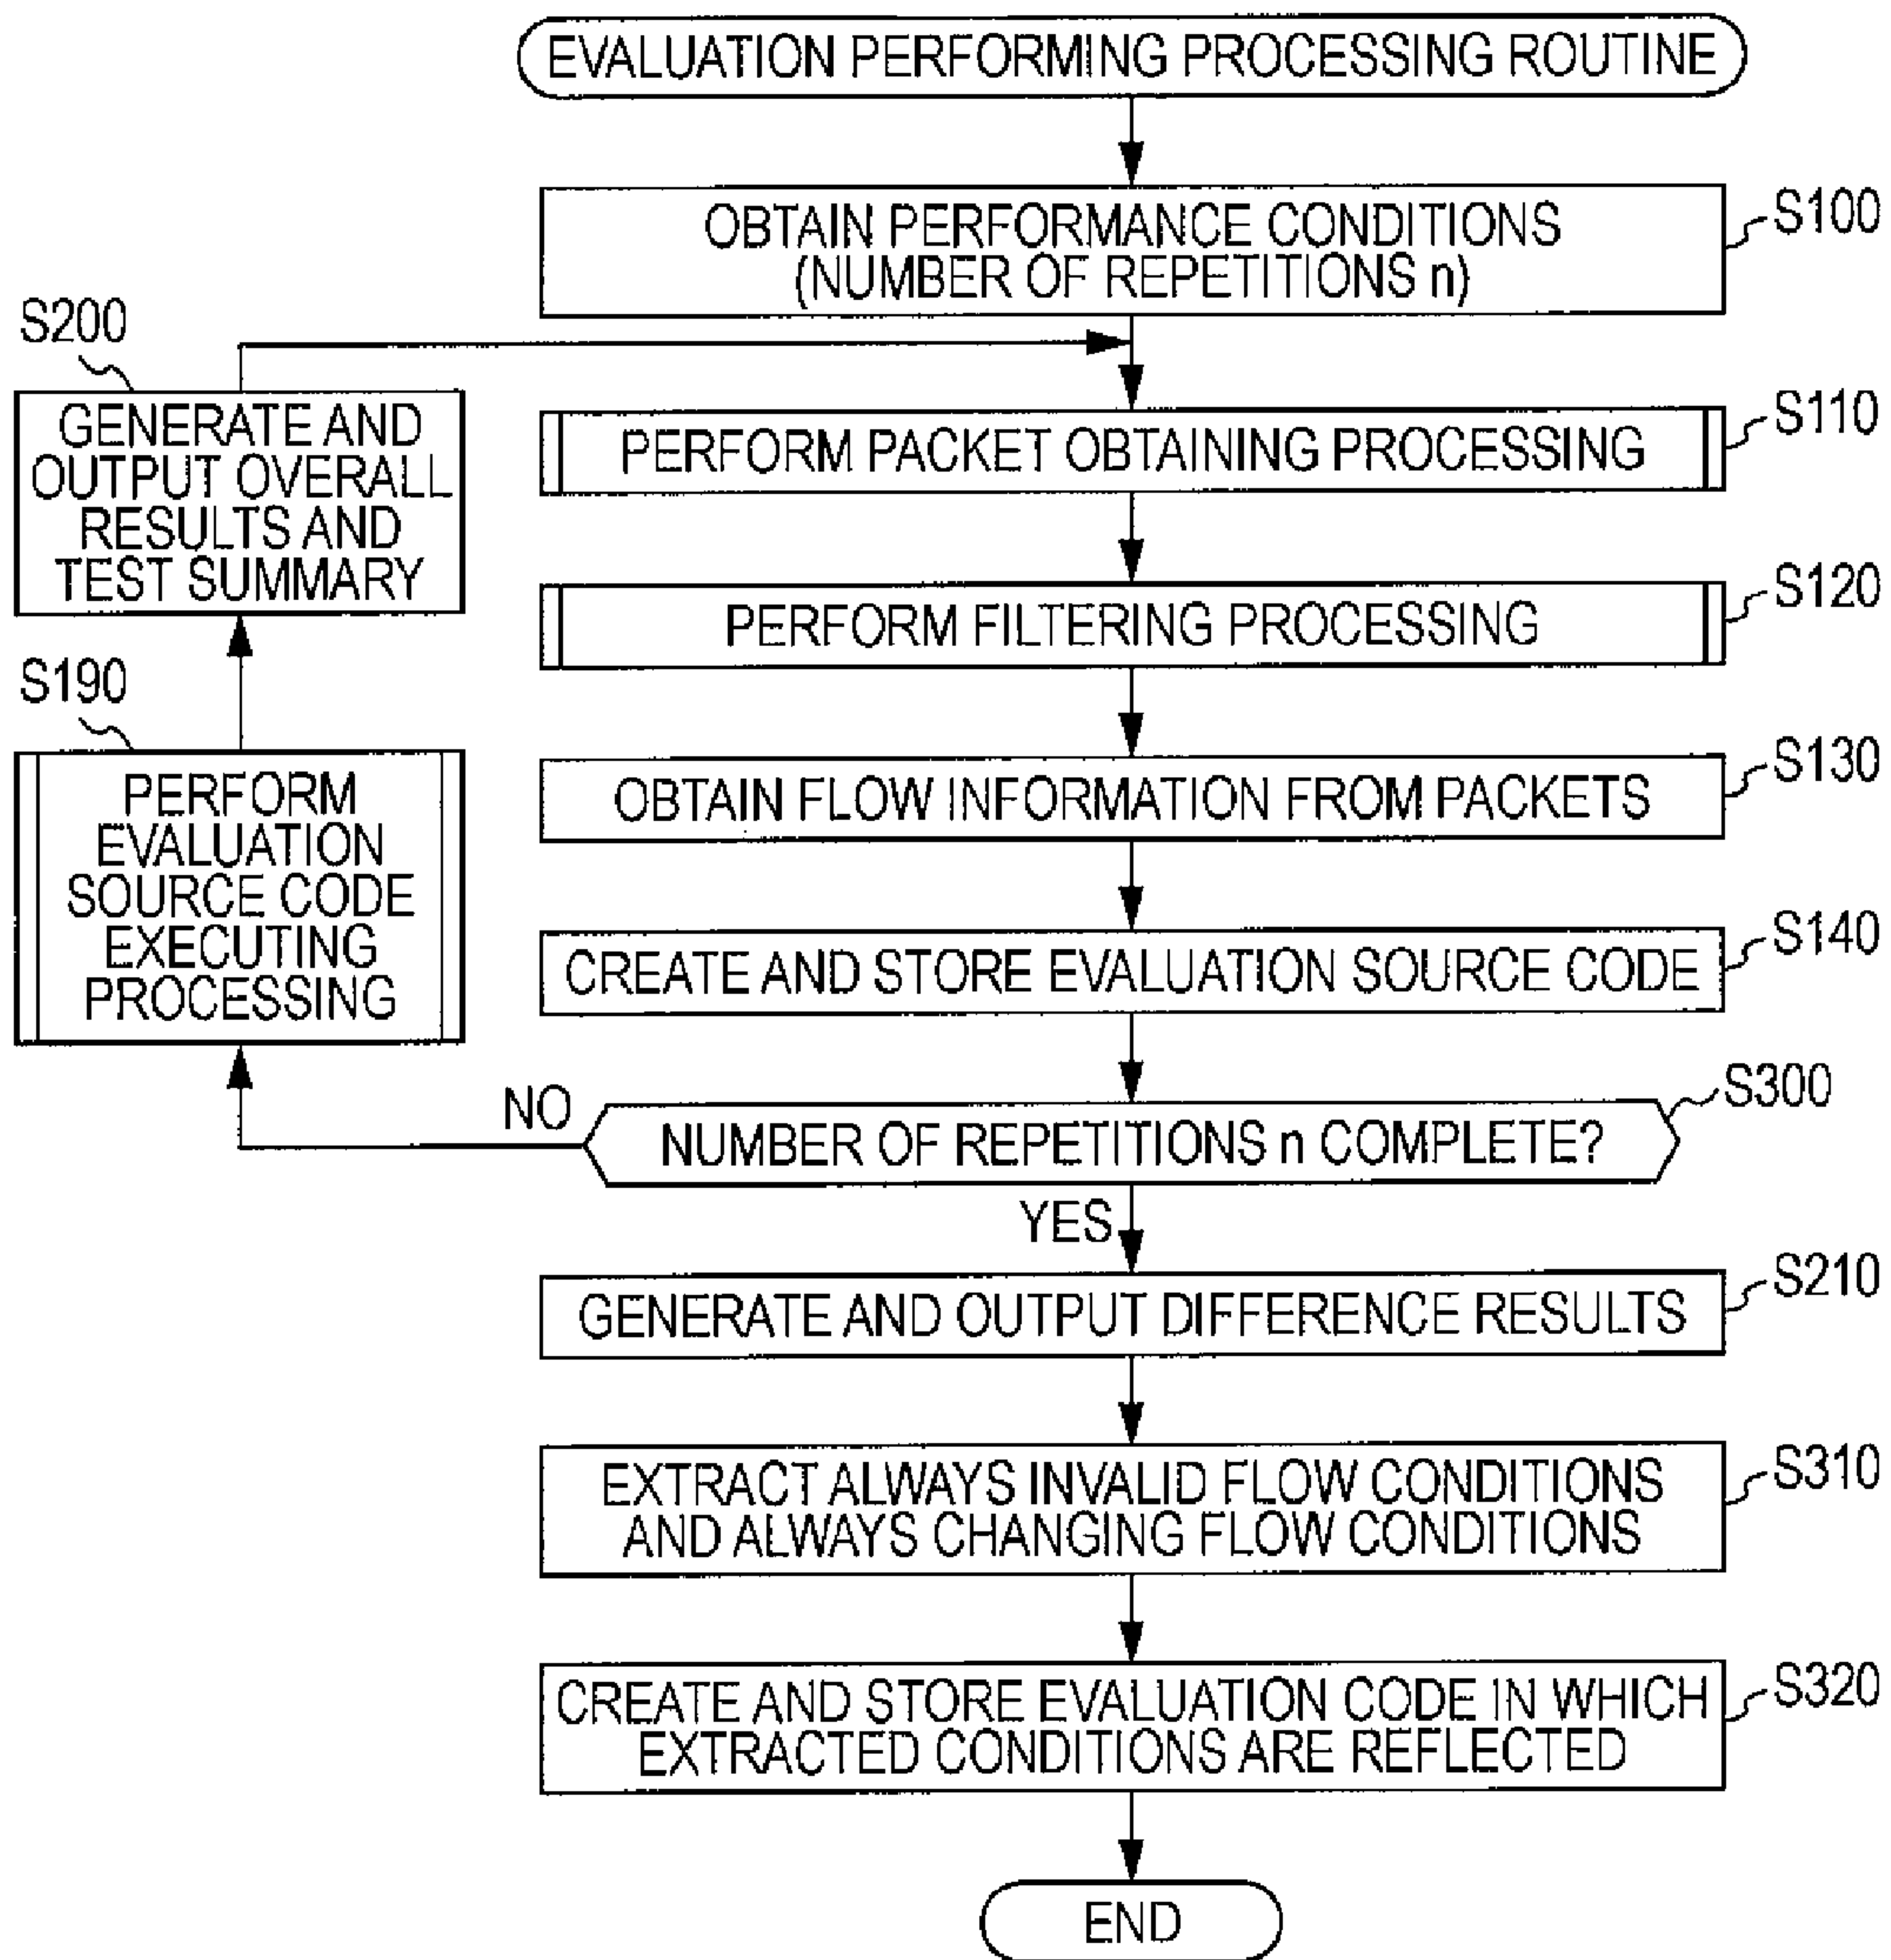 EVALUATION PERFORMING PROCESSING ROUTINE
OBTAIN PERFORMANCE CONDITIONS
(NUMBER OF REPETITIONS n)
S100
S200
GENERATE AND
OUTPUT OVERALL
RESULTS AND
TEST SUMMARY
PERFORM PACKET OBTAINING PROCESSING
S110
PERFORM FILTERING PROCESSING
S120
S190
PERFORM
EVALUATION
SOURCE CODE
EXECUTING
PROCESSING
OBTAIN FLOW INFORMATION FROM PACKETS
S130
CREATE AND STORE EVALUATION SOURCE CODE
S140
NO
NUMBER OF REPETITIONS n COMPLETE?
S300
YES
GENERATE AND OUTPUT DIFFERENCE RESULTS
S210
EXTRACT ALWAYS INVALID FLOW CONDITIONS
AND ALWAYS CHANGING FLOW CONDITIONS
S310
CREATE AND STORE EVALUATION CODE IN WHICH
EXTRACTED CONDITIONS ARE REFLECTED
S320
END